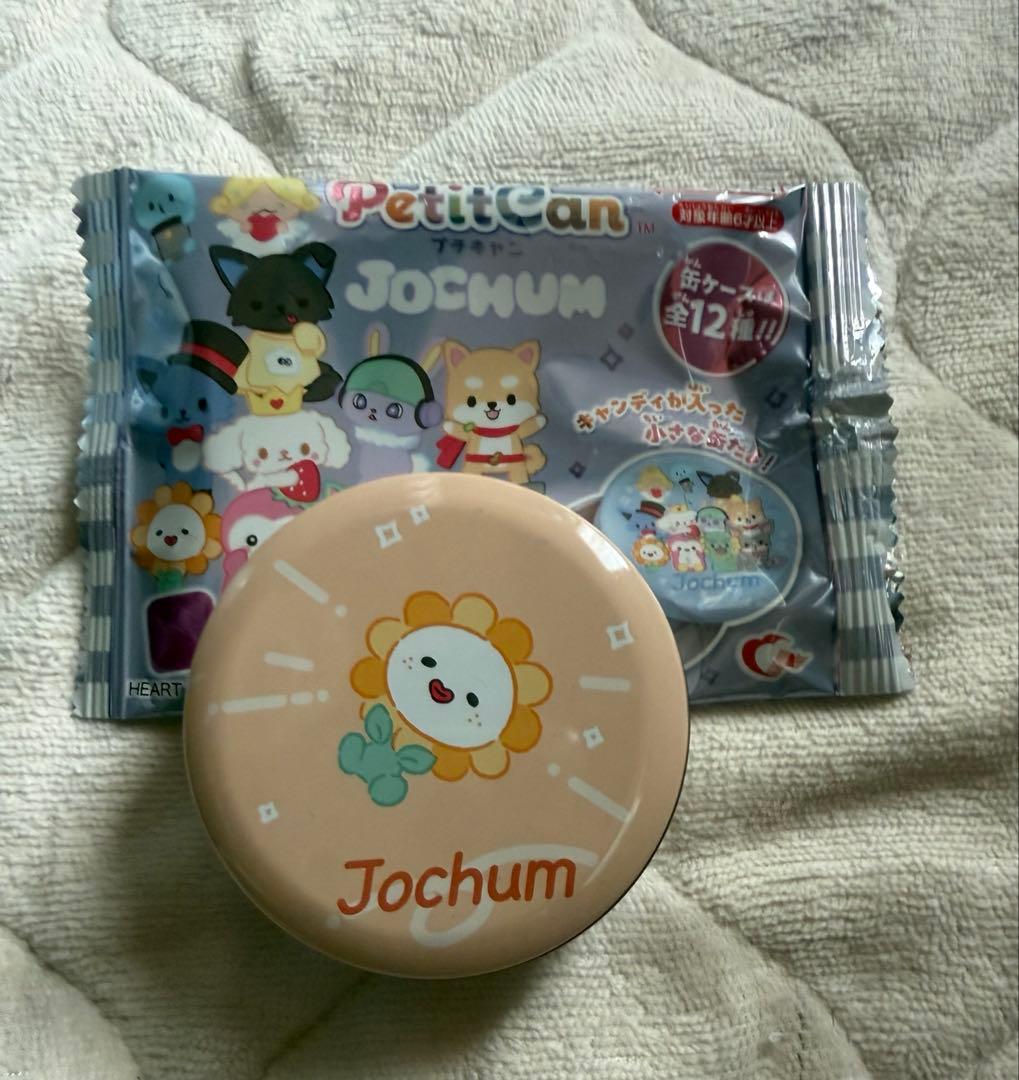 PetitCan™
プチキャン
JOCHUM
対象年齢6才以上
缶ケースは
全12種!!
キャンディが入った
小さな缶だよ!
Jochum
HEART
Jochum